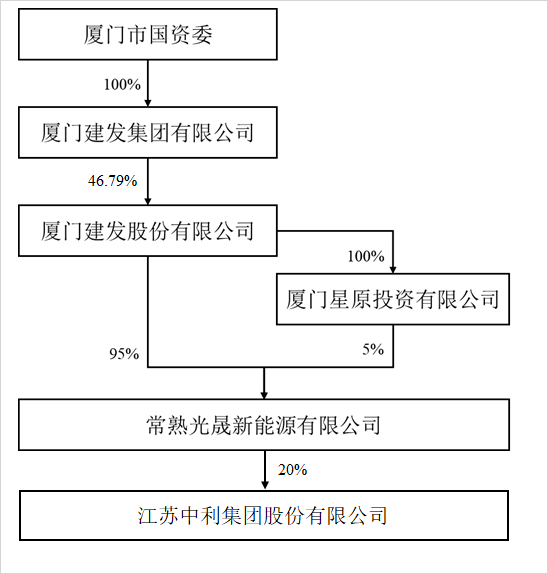 厦门市国资委
100%
厦门建发集团有限公司
46.79%
厦门建发股份有限公司
100%
厦门星原投资有限公司
95%
5%
常熟光晟新能源有限公司
20%
江苏中利集团股份有限公司